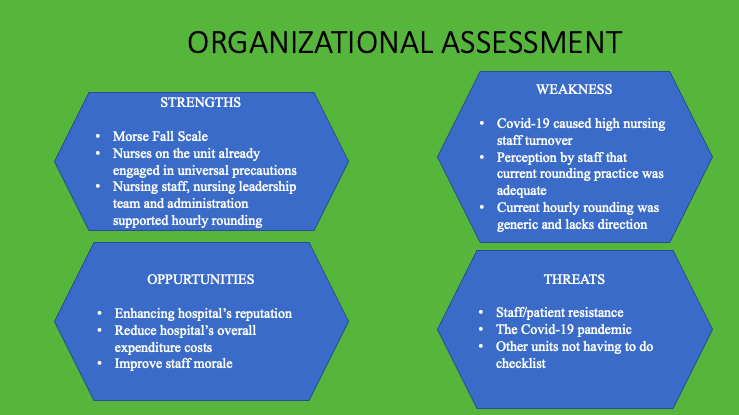 ORGANIZATIONAL ASSESSMENT
STRENGTHS
• Morse Fall Scale
• Nurses on the unit already
engaged in universal precautions
• Nursing staff, nursing leadership
team and administration
supported hourly rounding
WEAKNESS
• Covid-19 caused high nursing
staff turnover
• Perception by staff that
current rounding practice was
adequate
• Current hourly rounding was
generic and lacks direction
OPPURTUNITIES
• Enhancing hospital’s reputation
• Reduce hospital’s overall
expenditure costs
• Improve staff morale
THREATS
• Staff/patient resistance
• The Covid-19 pandemic
• Other units not having to do
checklist